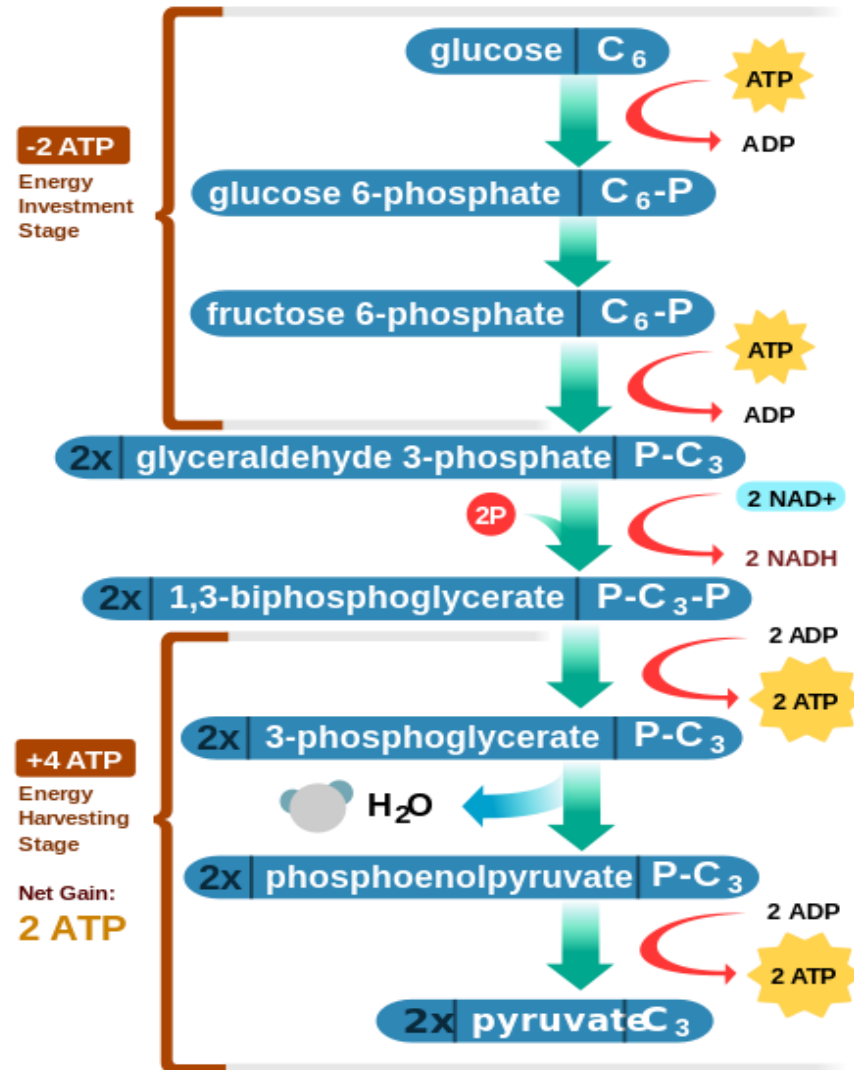 glucose C6
ATP
ADP
-2 ATP
Energy
Investment
Stage
glucose 6-phosphate C6-P
fructose 6-phosphate C6-P
ATP
ADP
2x glyceraldehyde 3-phosphate P-C3
2P
2 NAD+
2 NADH
2x 1,3-biphosphoglycerate P-C3-P
2 ADP
2 ATP
2x 3-phosphoglycerate P-C3
+4 ATP
Energy
Harvesting
Stage
H2O
2x phosphoenolpyruvate P-C3
Net Gain:
2 ATP
2 ADP
2 ATP
2x pyruvate C3